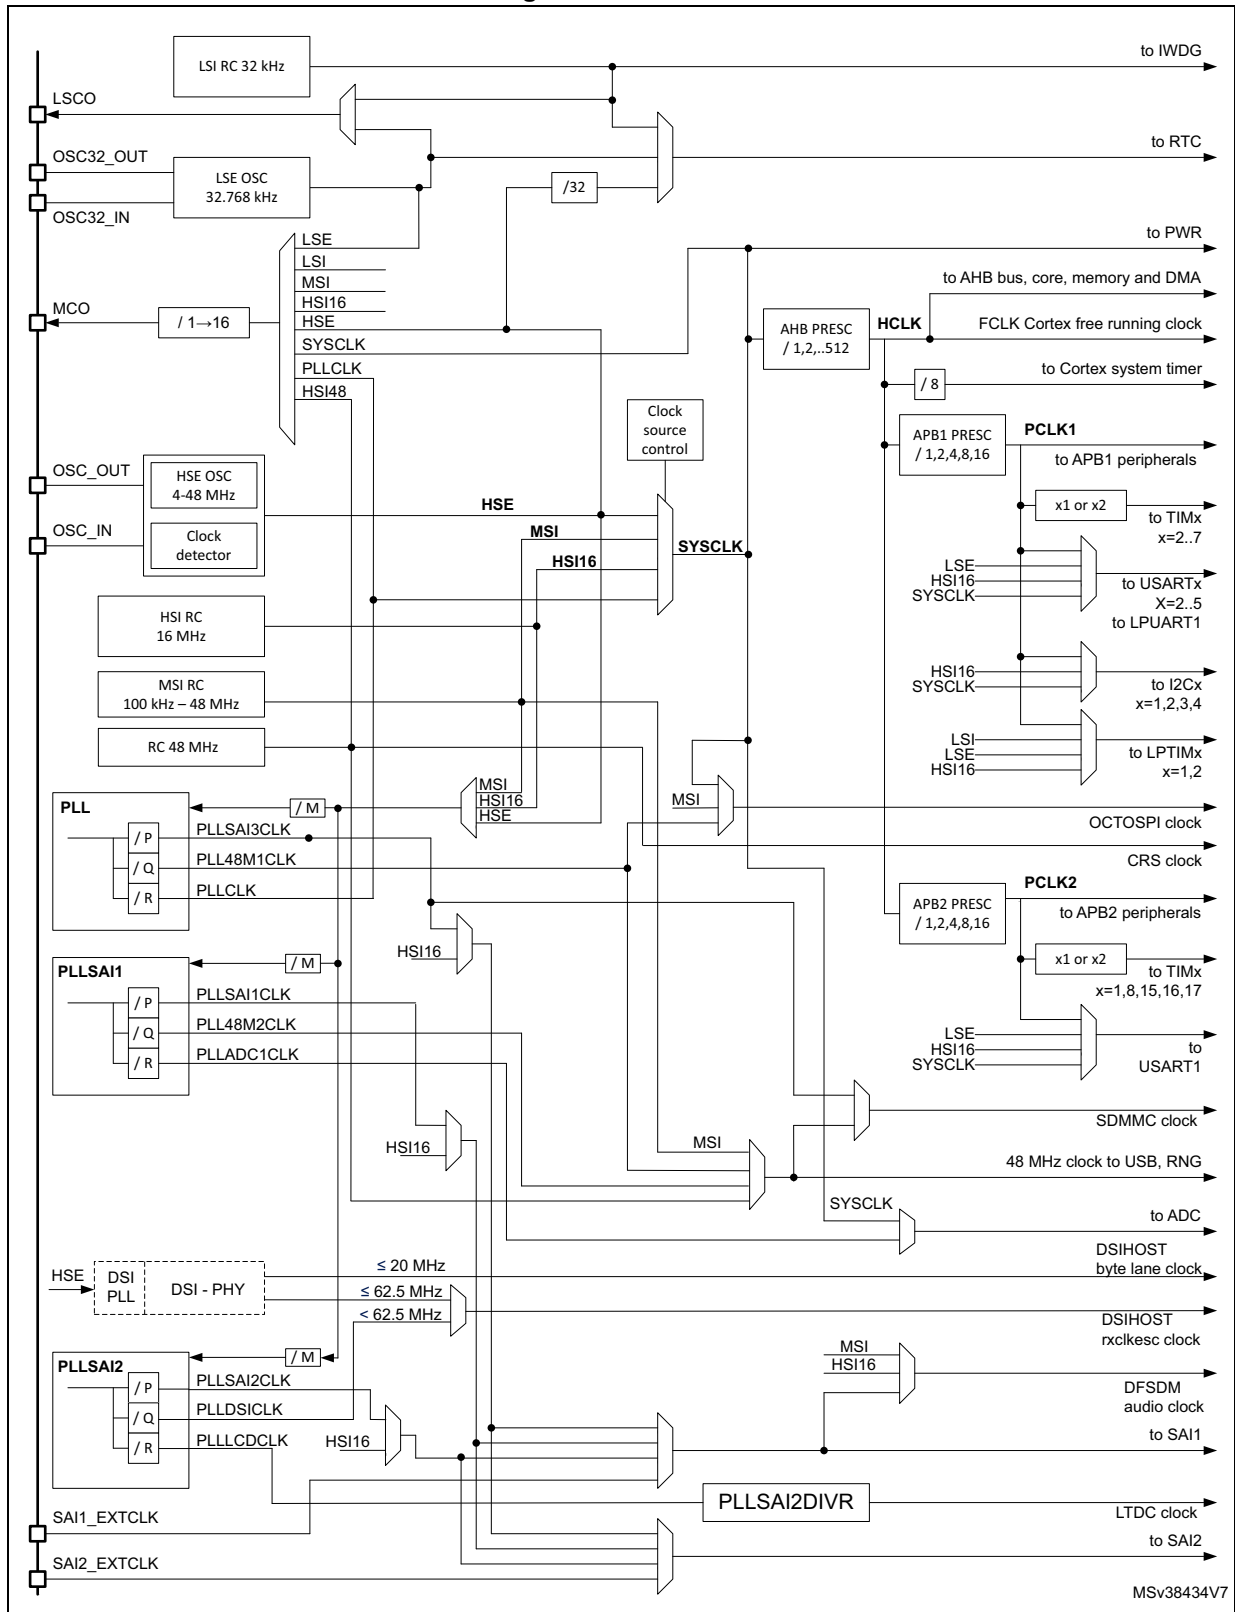 to IWDG
LSI RC 32 kHz
LSCO
OSC32_OUT
to RTC
LSE OSC
32.768 kHz
/32
OSC32_IN
to PWR
LSE
LSI
MSI
HSI16
HSE
SYSCLK
PLLCLK
HSI48
MCO
/ 1→16
to AHB bus, core, memory and DMA
AHB PRESC
/ 1,2,..512
HCLK
FCLK Cortex free running clock
to Cortex system timer
/ 8
Clock
source
control
APB1 PRESC
/ 1,2,4,8,16
PCLK1
to APB1 peripherals
OSC_OUT
HSE OSC
4-48 MHz
OSC_IN
Clock
detector
HSE
MSI
HSI16
SYSCLK
x1 or x2
to TIMx
x=2..7
LSE
HSI16
SYSCLK
to USARTx
X=2..5
to LPUART1
HSI RC
16 MHz
HSI16
SYSCLK
to I2Cx
x=1,2,3,4
MSI RC
100 kHz – 48 MHz
RC 48 MHz
LSI
LSE
HSI16
to LPTIMx
x=1,2
MSI
HSI16
HSE
MSI
OCTOSPI clock
CRS clock
PLL
/ M
/ P
/ Q
/ R
PLLSAI3CLK
PLL48M1CLK
PLLCLK
APB2 PRESC
/ 1,2,4,8,16
PCLK2
to APB2 peripherals
HSI16
x1 or x2
to TIMx
x=1,8,15,16,17
PLLSAI1
/ M
/ P
/ Q
/ R
PLLSAI1CLK
PLL48M2CLK
PLLADC1CLK
LSE
HSI16
SYSCLK
to
USART1
SDMMC clock
HSI16
MSI
48 MHz clock to USB, RNG
SYSCLK
to ADC
HSE
DSI
PLL
DSI - PHY
≤ 20 MHz
≤ 62.5 MHz
< 62.5 MHz
DSIHOST
byte lane clock
DSIHOST
rxclkesc clock
PLLSAI2
/ M
/ P
/ Q
/ R
PLLSAI2CLK
PLLDSICLK
PLLLCDCLK
HSI16
MSI
HSI16
DFSDM
audio clock
to SAI1
PLLSAI2DIVR
LTDC clock
SAI1_EXTCLK
to SAI2
SAI2_EXTCLK
MSv38434V7